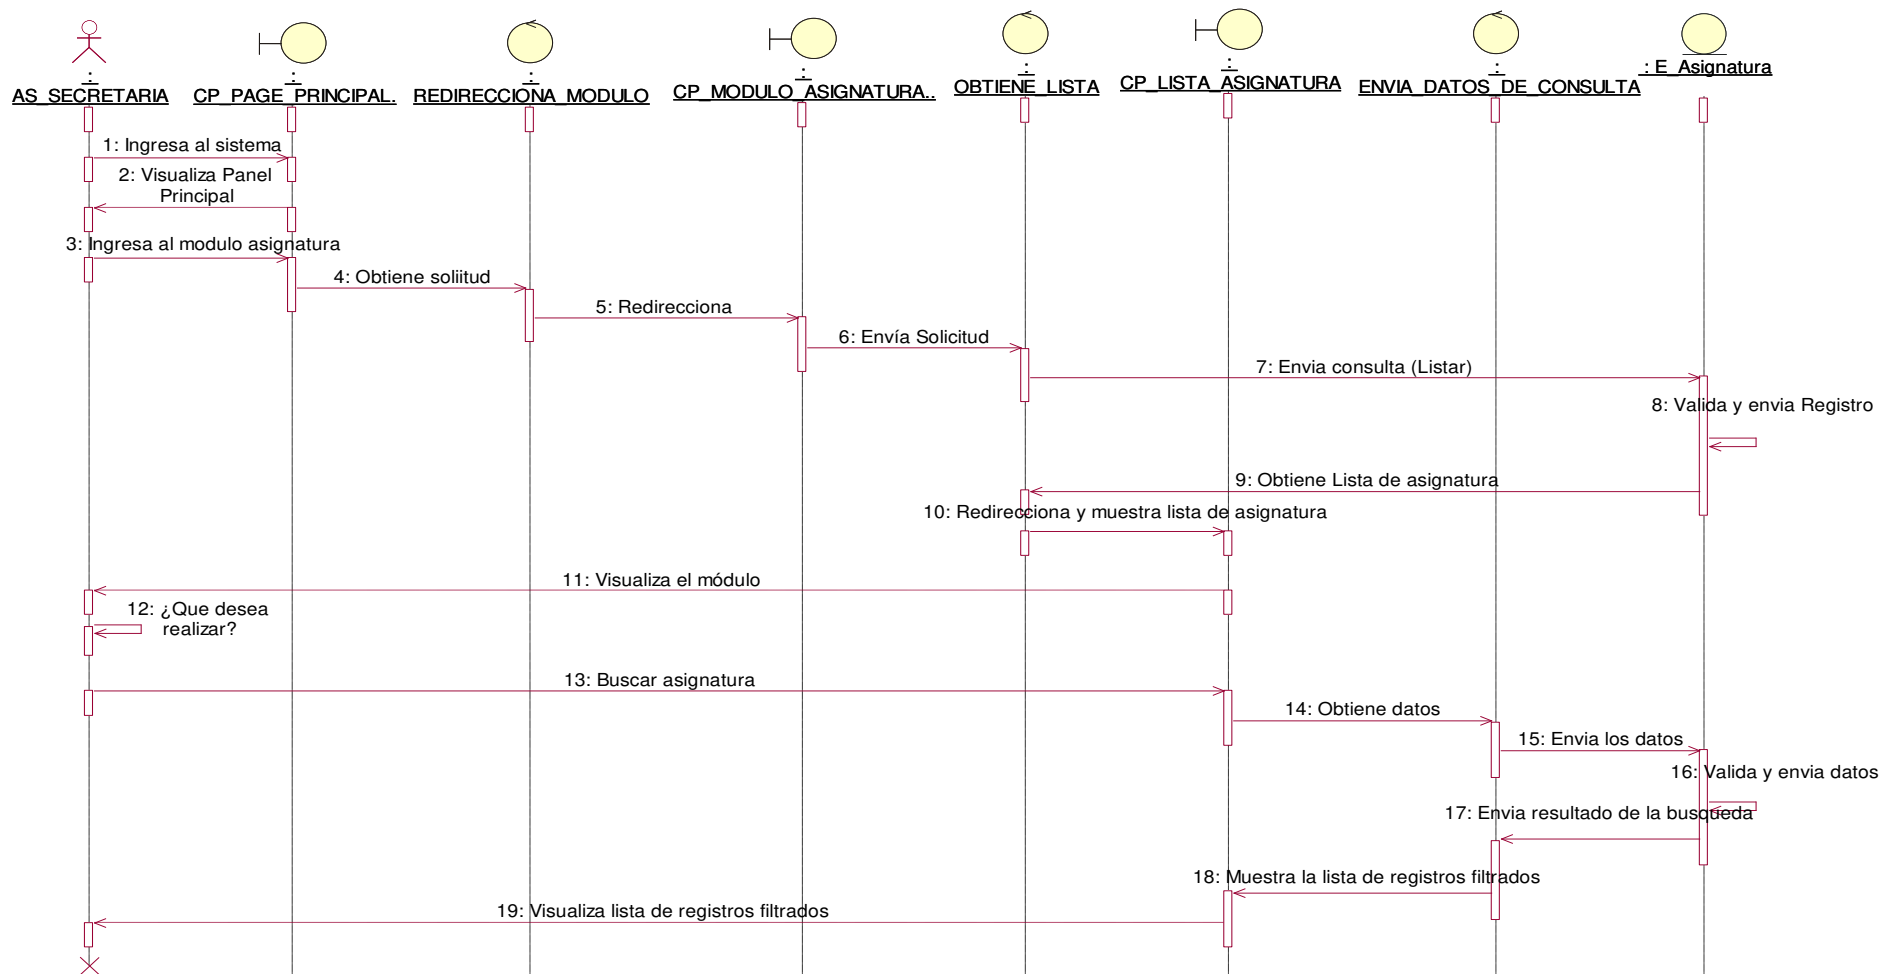 :
AS_SECRETARIA
:
CP_PAGE_PRINCIPAL.
:
REDIRECCIONA_MODULO
:
CP_MODULO_ASIGNATURA..
:
OBTIENE_LISTA
:
CP_LISTA_ASIGNATURA
:
ENVIA_DATOS_DE_CONSULTA
: E_Asignatura
1: Ingresa al sistema
2: Visualiza Panel
Principal
3: Ingresa al modulo asignatura
4: Obtiene soliitud
5: Redirecciona
6: Envía Solicitud
7: Envia consulta (Listar)
8: Valida y envia Registro
9: Obtiene Lista de asignatura
10: Redirecciona y muestra lista de asignatura
11: Visualiza el módulo
12: ¿Que desea
realizar?
13: Buscar asignatura
14: Obtiene datos
15: Envia los datos
16: Valida y envia datos
17: Envia resultado de la busqueda
18: Muestra la lista de registros filtrados
19: Visualiza lista de registros filtrados